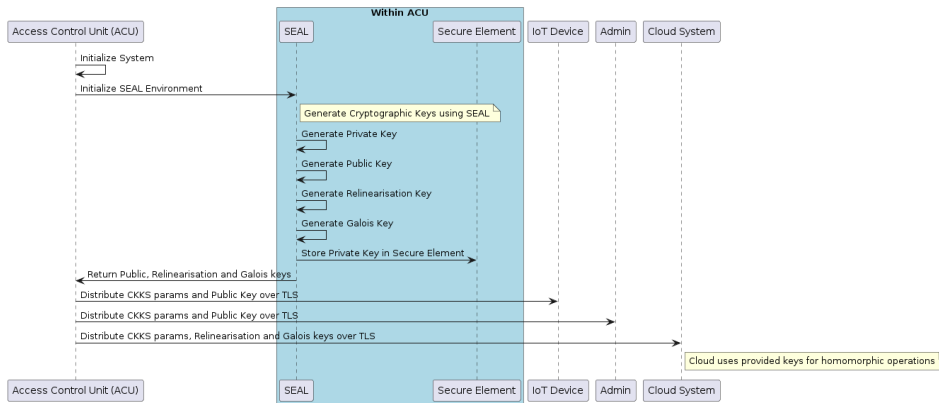 Within ACU
Access Control Unit (ACU)
SEAL
Secure Element
IoT Device
Admin
Cloud System
Initialize System
Initialize SEAL Environment
Generate Cryptographic Keys using SEAL
Generate Private Key
Generate Public Key
Generate Relinearisation Key
Generate Galois Key
Store Private Key in Secure Element
Return Public, Relinearisation and Galois keys
Distribute CKKS params and Public Key over TLS
Distribute CKKS params and Public Key over TLS
Distribute CKKS params, Relinearisation and Galois keys over TLS
Cloud uses provided keys for homomorphic operations
Access Control Unit (ACU)
SEAL
Secure Element
IoT Device
Admin
Cloud System